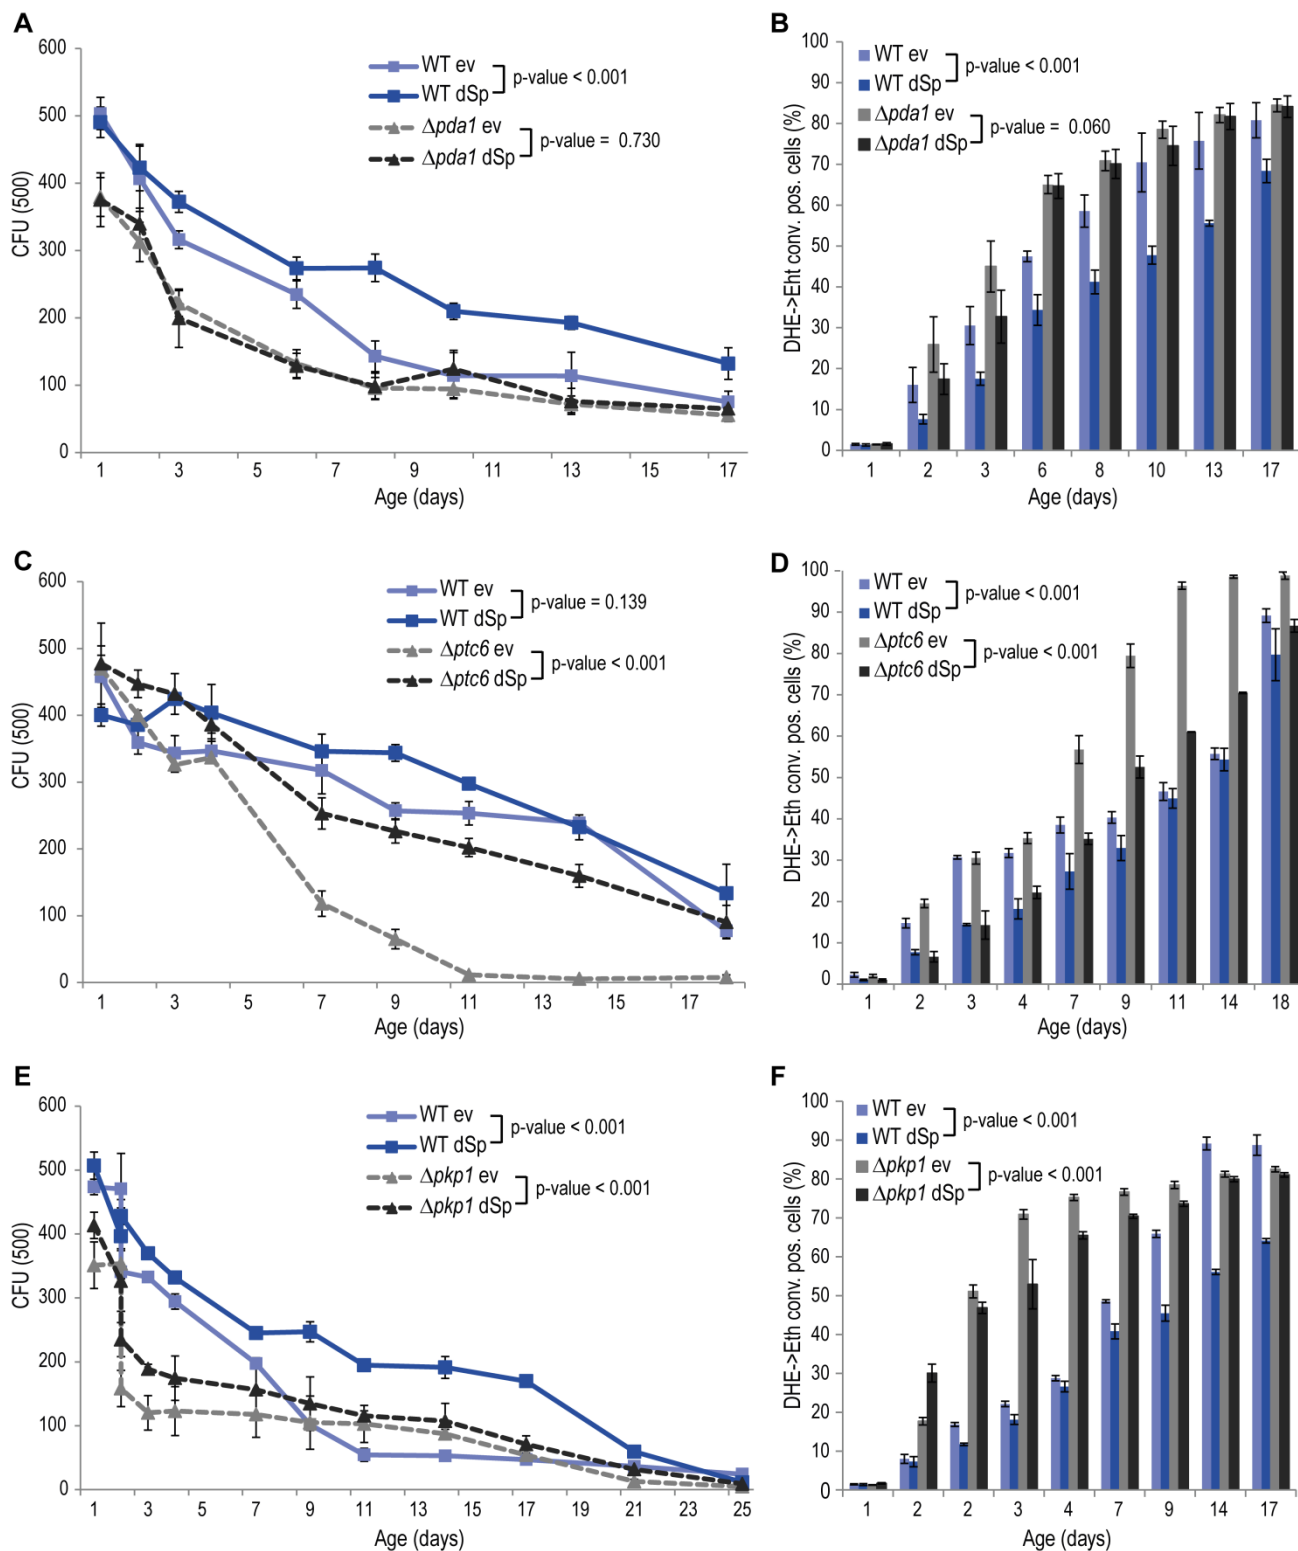 A
600
500
400
300
200
100
0
CFU (500)
WT ev
WT dSp
p-value < 0.001
Δpda1 ev
Δpda1 dSp
p-value = 0.730
1 3 5 7 9 11 13 15 17
Age (days)
B
100
90
80
70
60
50
40
30
20
10
0
DHE->Eht conv. pos. cells (%)
WT ev
WT dSp
p-value < 0.001
Δpda1 ev
Δpda1 dSp
p-value = 0.060
1 2 3 6 8 10 13 17
Age (days)
C
600
500
400
300
200
100
0
CFU (500)
WT ev
WT dSp
p-value = 0.139
Δptc6 ev
Δptc6 dSp
p-value < 0.001
1 3 5 7 9 11 13 15 17
Age (days)
D
100
90
80
70
60
50
40
30
20
10
0
DHE->Eth conv. pos. cells (%)
WT ev
WT dSp
p-value < 0.001
Δptc6 ev
Δptc6 dSp
p-value < 0.001
1 2 3 4 7 9 11 14 18
Age (days)
E
600
500
400
300
200
100
0
CFU (500)
WT ev
WT dSp
p-value < 0.001
Δpkp1 ev
Δpkp1 dSp
p-value < 0.001
1 3 5 7 9 11 13 15 17 19 21 23 25
Age (days)
F
100
90
80
70
60
50
40
30
20
10
0
DHE->Eth conv. pos. cells (%)
WT ev
WT dSp
p-value < 0.001
Δpkp1 ev
Δpkp1 dSp
p-value < 0.001
1 2 2 3 4 7 9 14 17
Age (days)